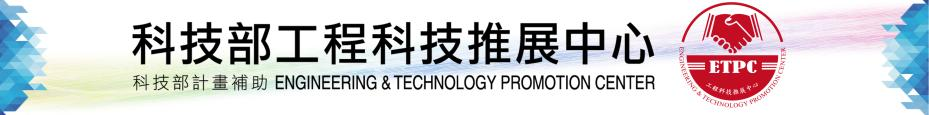 科技部工程科技推展中心
科技部計畫補助 ENGINEERING & TECHNOLOGY PROMOTION CENTER
ETPC
工程科技推展中心
ENGINEERING & TECHNOLOGY PROMOTION CENTER